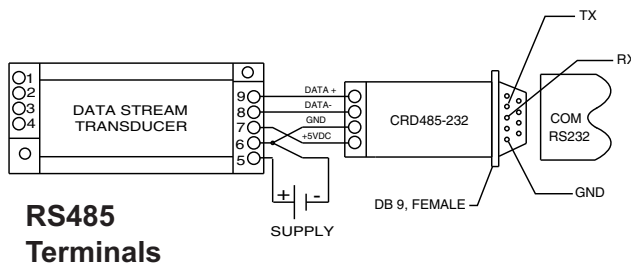 TX
RX
1
2
3
4
DATA STREAM
TRANSDUCER
9
8
7
6
5
DATA +
DATA-
GND
+5VDC
CRD485-232
COM
RS232
GND
DB 9, FEMALE
+ -
SUPPLY
RS485
Terminals